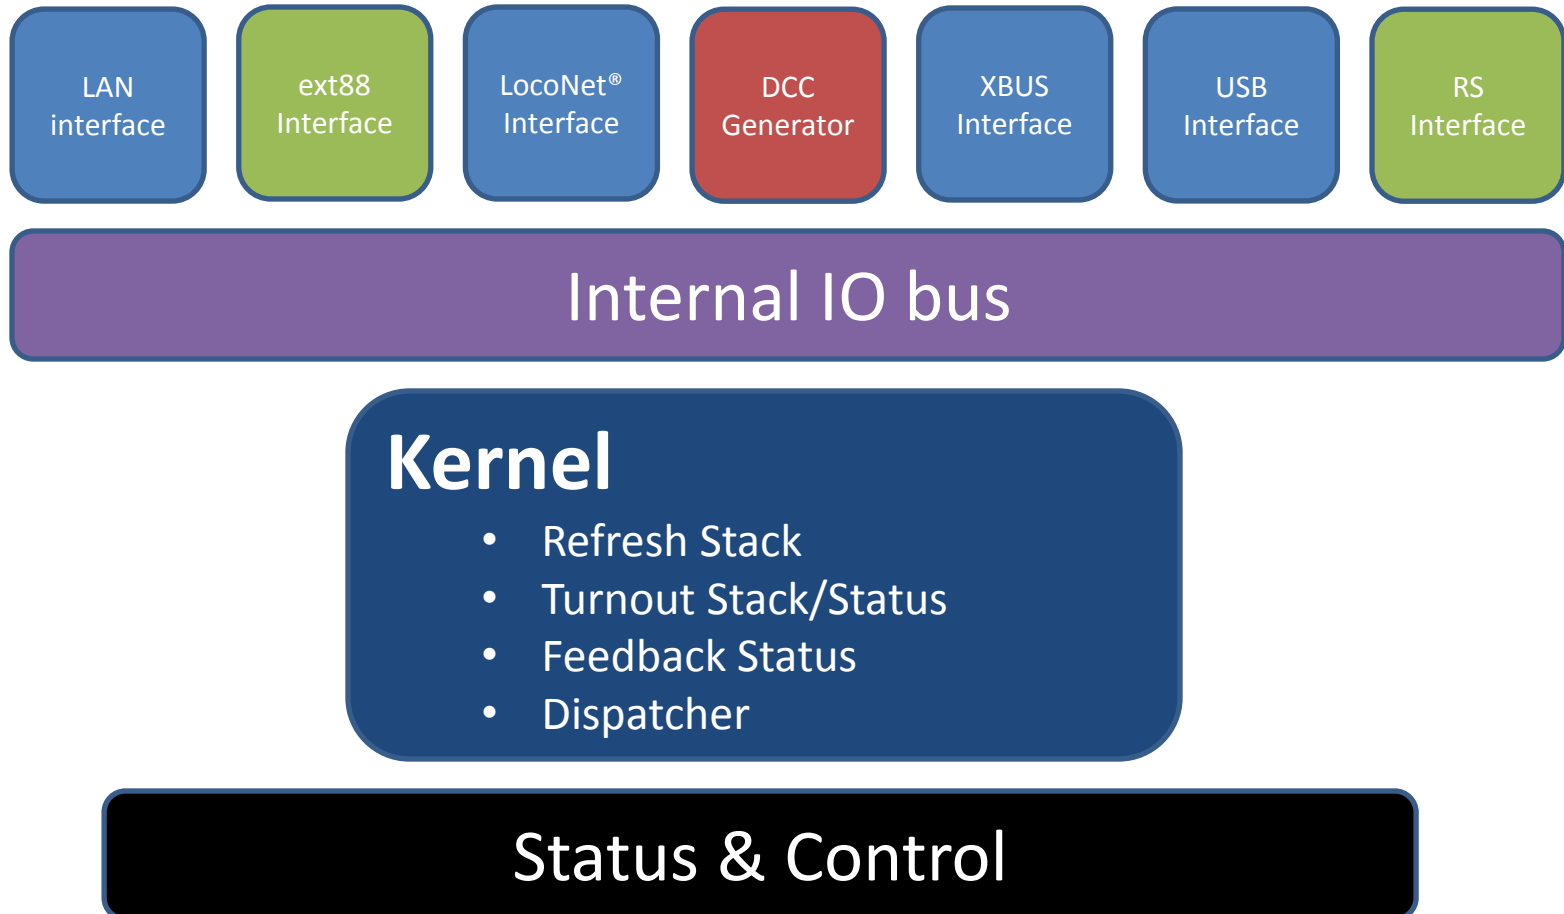 LAN
interface
ext88
Interface
LocoNet®
Interface
DCC
Generator
XBUS
Interface
USB
Interface
RS
Interface
Internal IO bus
Kernel
• Refresh Stack
• Turnout Stack/Status
• Feedback Status
• Dispatcher
Status & Control